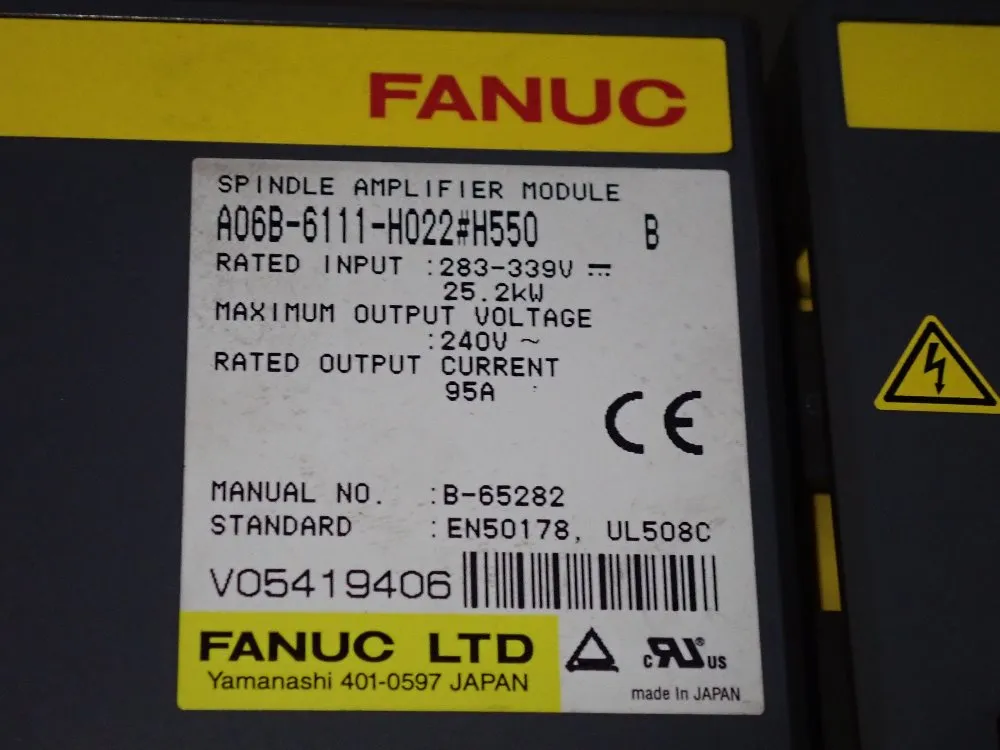 FANUC
SPINDLE AMPLIFIER MODULE
A06B-6111-H022#H550 B
RATED INPUT :283-339V ⎓
25.2kW
MAXIMUM OUTPUT VOLTAGE
:240V ~
RATED OUTPUT CURRENT
95A
CE
MANUAL NO. :B-65282
STANDARD :EN50178, UL508C
V05419406
FANUC LTD
Yamanashi 401-0597 JAPAN
c RU ® US
made In JAPAN